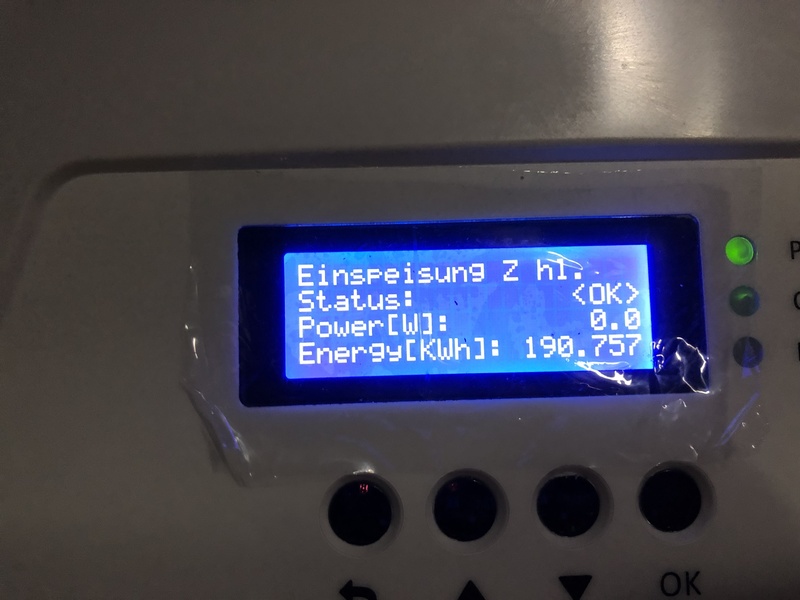 Einspeisung Z hl.
Status: <OK>
Power[W]: 0.0
Energy[KWh]: 190.757
P
OK